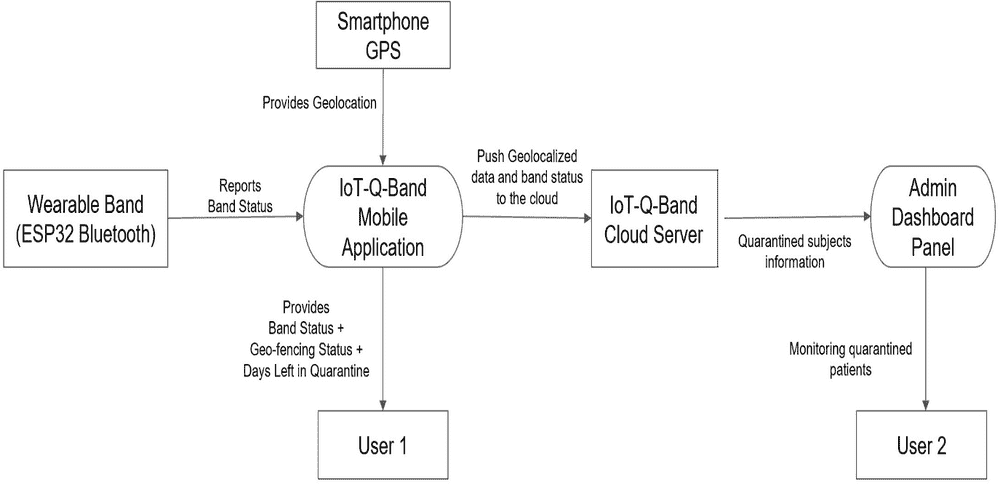 Smartphone
GPS
Provides Geolocation
Wearable Band
(ESP32 Bluetooth)
Reports
Band Status
IoT-Q-Band
Mobile
Application
Push Geolocalized
data and band status
to the cloud
IoT-Q-Band
Cloud Server
Quarantined subjects
information
Admin
Dashboard
Panel
Provides
Band Status +
Geo-fencing Status +
Days Left in Quarantine
Monitoring quarantined
patients
User 1
User 2